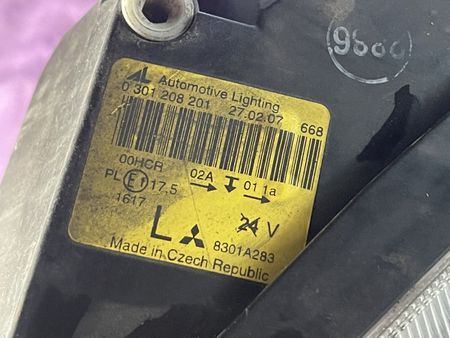 AL Automotive Lighting
0 301 208 201 27.02.07
668
00HCR 02A 01 1a
PL E1 17.5
1617
L 24 V
8301A283
Made in Czech Republic